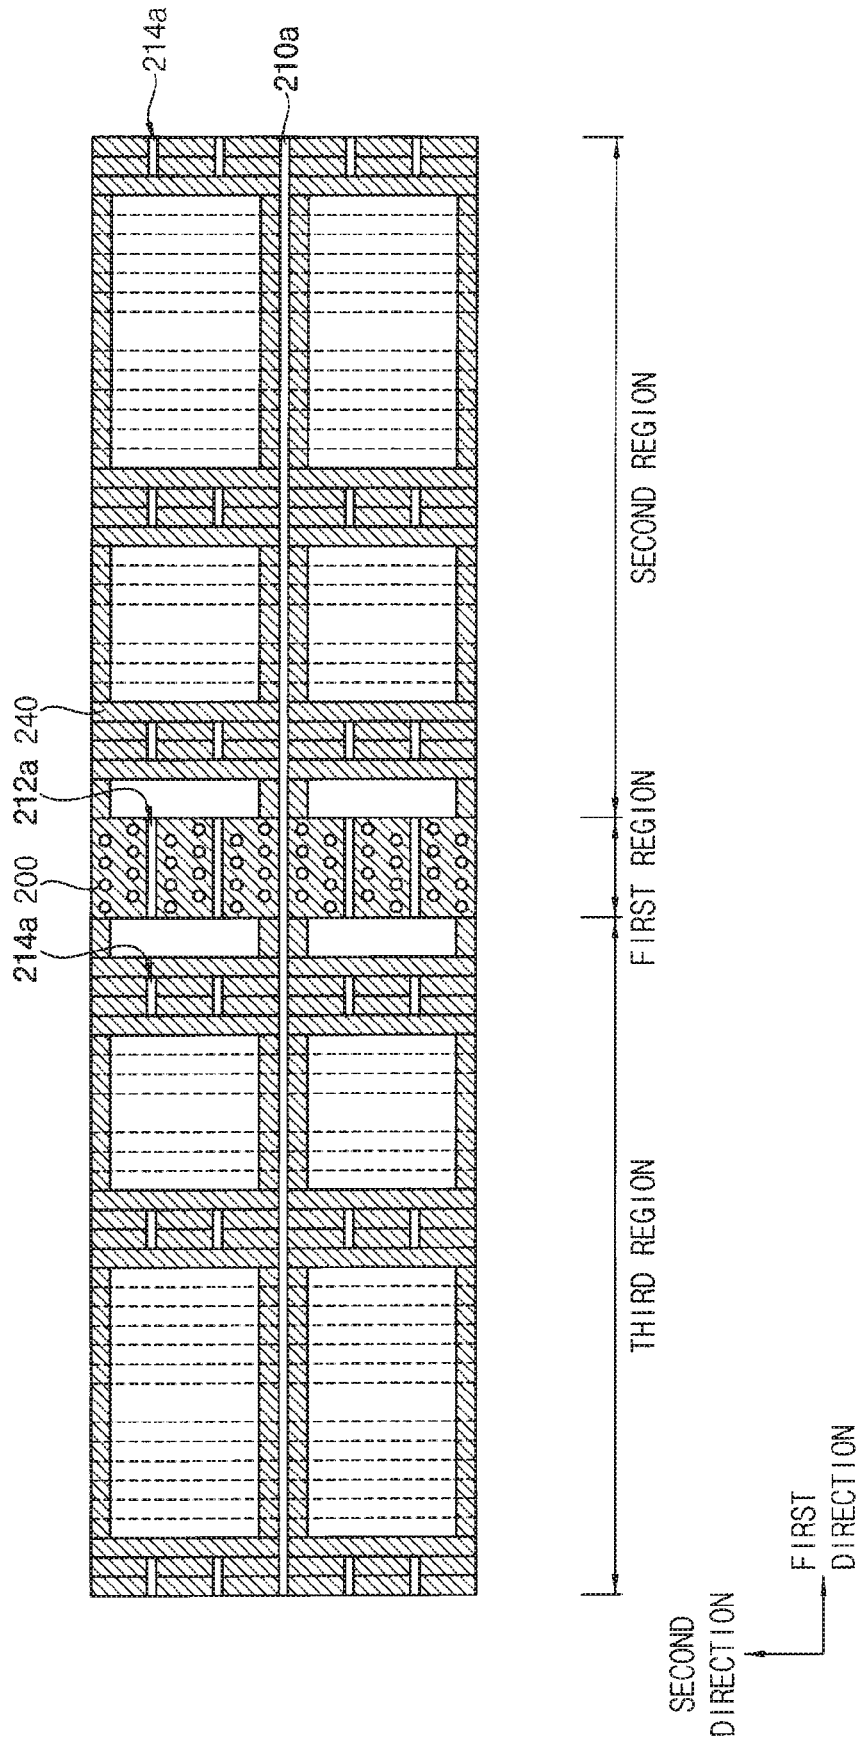 214a
210a
214a 200 212a 240
THIRD REGION
FIRST REGION
SECOND REGION
SECOND
DIRECTION
FIRST
DIRECTION